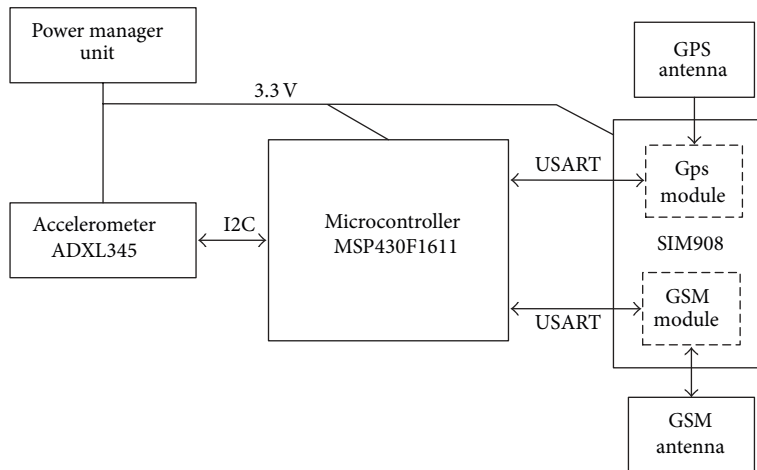 Power manager
unit
GPS
antenna
3.3 V
USART
Gps
module
Accelerometer
ADXL345
I2C
Microcontroller
MSP430F1611
SIM908
GSM
module
USART
GSM
antenna